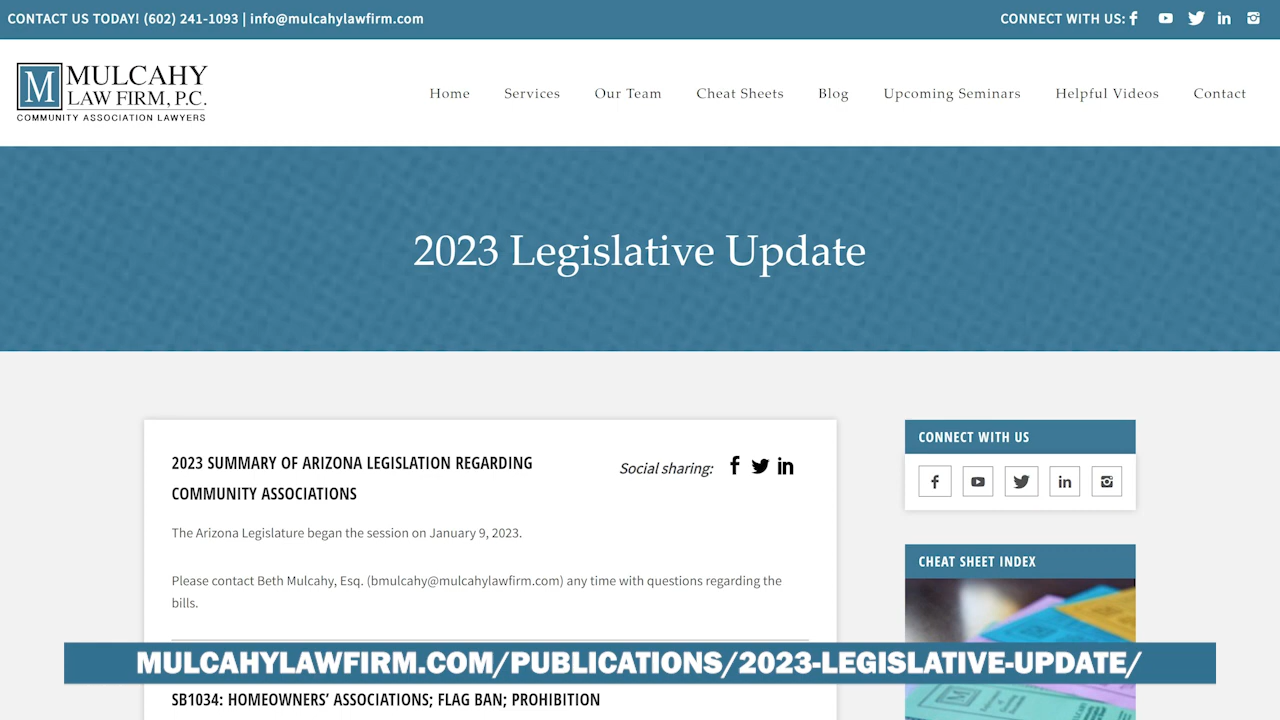 CONTACT US TODAY! (602) 241-1093 | info@mulcahylawfirm.com
CONNECT WITH US:
M MULCAHY
LAW FIRM, P.C.
COMMUNITY ASSOCIATION LAWYERS
Home Services Our Team Cheat Sheets Blog Upcoming Seminars Helpful Videos Contact
2023 Legislative Update
2023 SUMMARY OF ARIZONA LEGISLATION REGARDING
COMMUNITY ASSOCIATIONS
Social sharing:
The Arizona Legislature began the session on January 9, 2023.
Please contact Beth Mulcahy, Esq. (bmulcahy@mulcahylawfirm.com) any time with questions regarding the
bills.
CONNECT WITH US
CHEAT SHEET INDEX
MULCAHYLAWFIRM.COM/PUBLICATIONS/2023-LEGISLATIVE-UPDATE/
SB1034: HOMEOWNERS’ ASSOCIATIONS; FLAG BAN; PROHIBITION